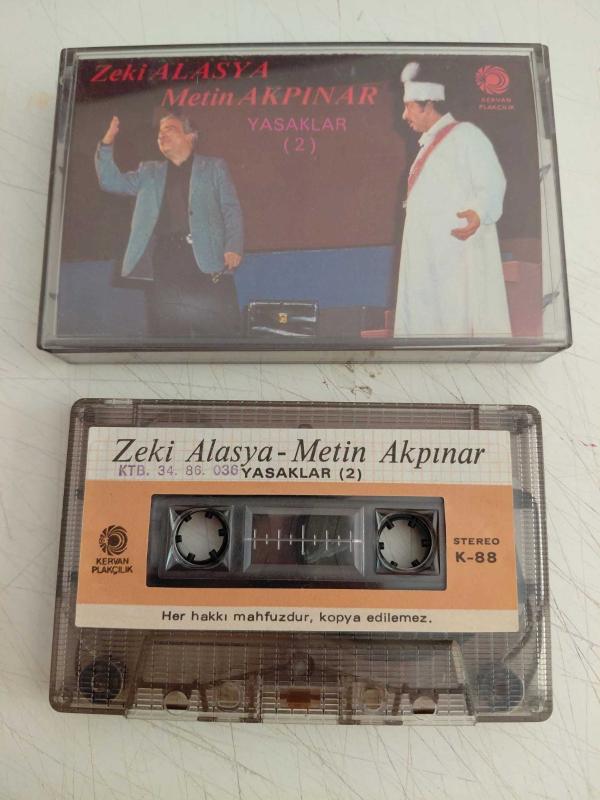 Zeki ALASYA
Metin AKPINAR
YASAKLAR
(2)
KERVAN
PLAKÇILIK
Zeki Alasya-Metin Akpınar
KTB. 34. 86. 036 YASAKLAR (2)
KERVAN
PLAKÇILIK
STEREO
K-88
Her hakkı mahfuzdur, kopya edilemez.